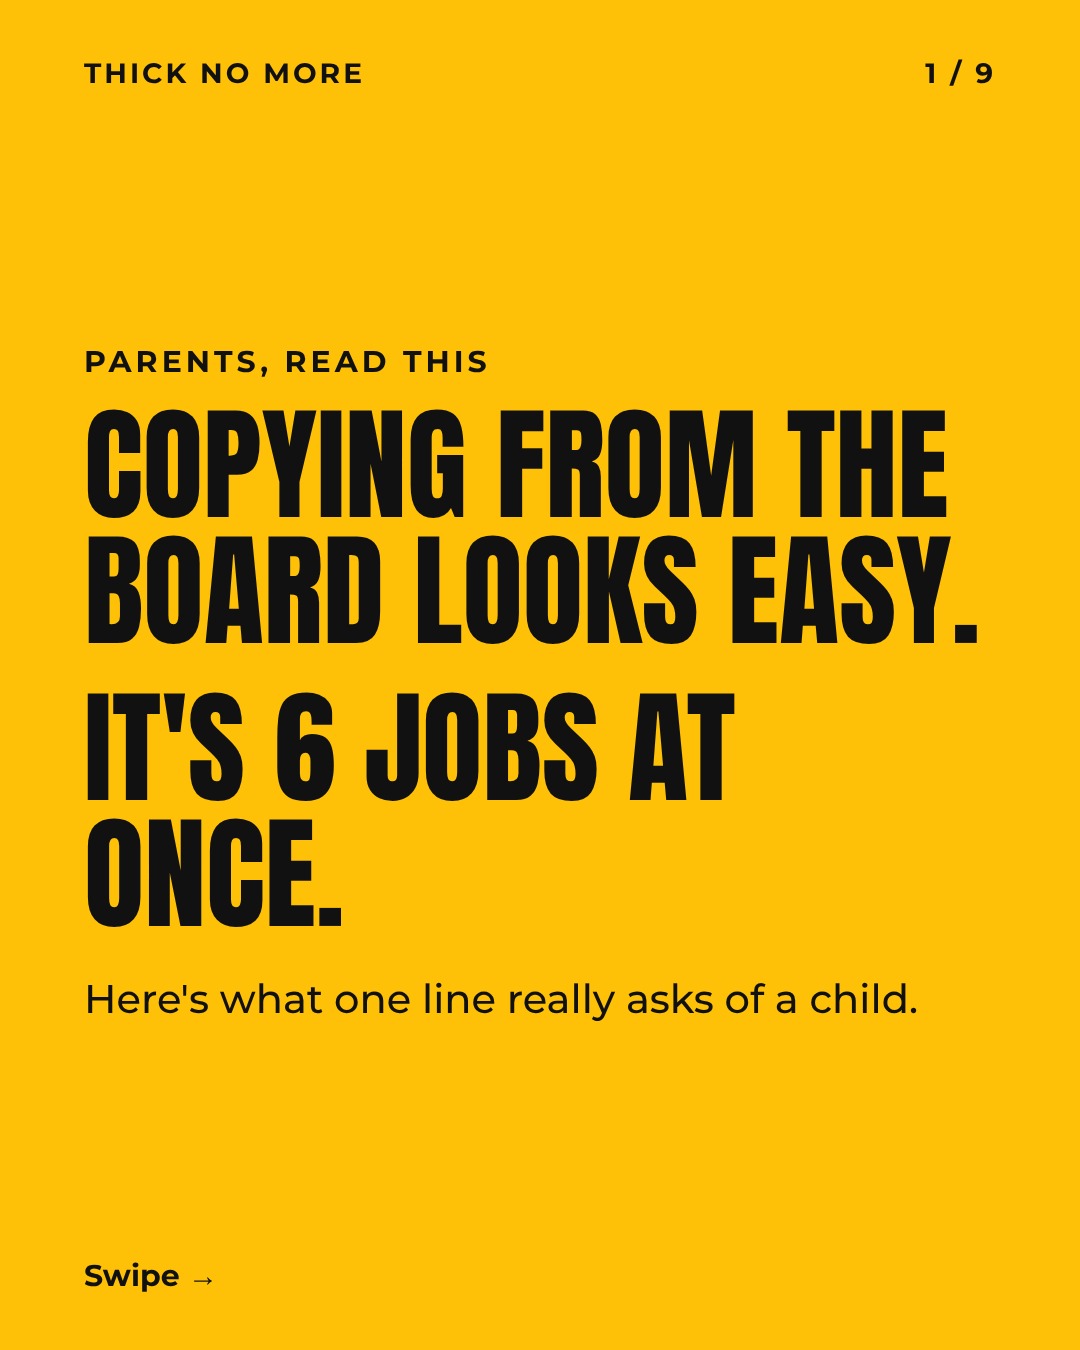 THICK NO MORE
1 / 9
PARENTS, READ THIS
COPYING FROM THE
BOARD LOOKS EASY.
IT'S 6 JOBS AT
ONCE.
Here's what one line really asks of a child.
Swipe →